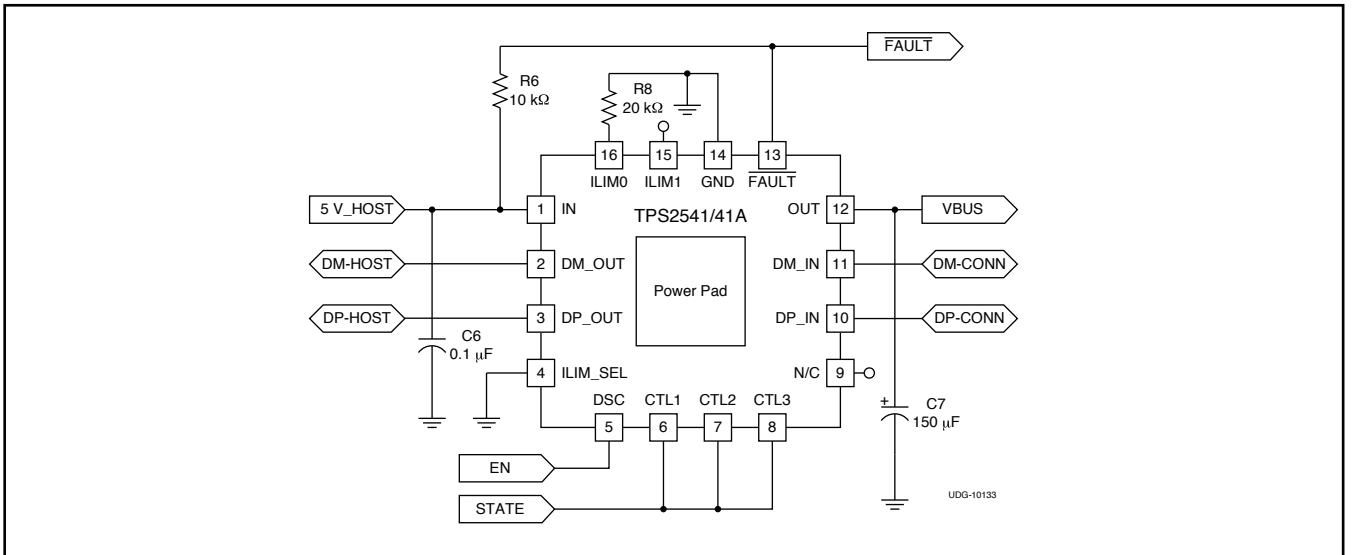 FAULT
R6
10 kΩ
R8
20 kΩ
16
15
14
13
ILIM0
ILIM1
GND
FAULT
5 V_HOST
1
IN
TPS2541/41A
OUT
12
VBUS
DM-HOST
2
DM_OUT
DM_IN
11
DM-CONN
Power Pad
DP-HOST
3
DP_OUT
DP_IN
10
DP-CONN
C6
0.1 µF
4
ILIM_SEL
N/C
9
DSC
CTL1
CTL2
CTL3
+
C7
150 µF
5
6
7
8
EN
STATE
UDG-10133